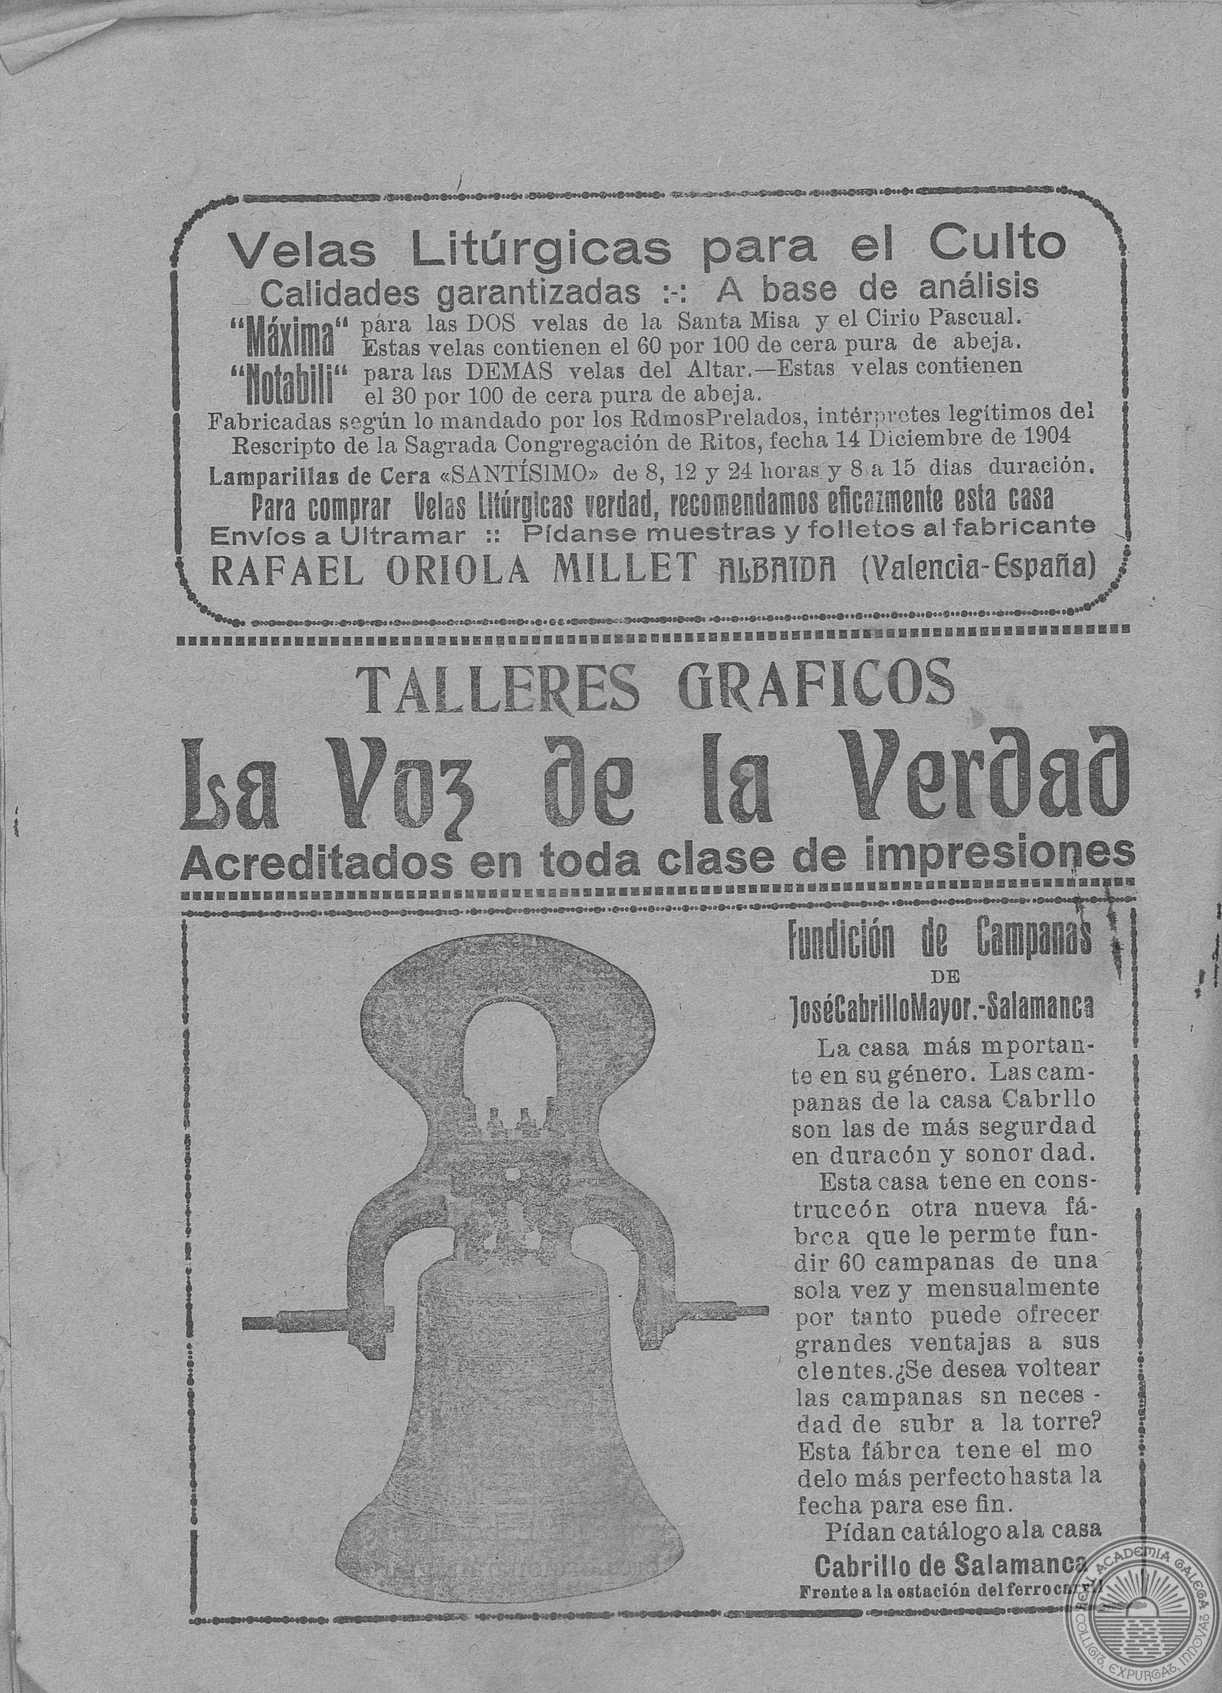 Velas Litúrgicas para el Culto
Calidades garantizadas :-: A base de análisis
“Máxima“ para las DOS velas de la Santa Misa y el Cirio Pascual.
Estas velas contienen el 60 por 100 de cera pura de abeja.
“Notabili“ para las DEMAS velas del Altar.—Estas velas contienen
el 30 por 100 de cera pura de abeja.
Fabricadas según lo mandado por los RdmosPrelados, intérpretes legítimos del
Rescripto de la Sagrada Congregación de Ritos, fecha 14 Diciembre de 1904
Lamparillas de Cera «SANTÍSIMO» de 8, 12 y 24 horas y 8 a 15 dias duración.
Para comprar Velas Litúrgicas verdad, recomendamos eficazmente esta casa
Envíos a Ultramar :: Pídanse muestras y folletos al fabricante
RAFAEL ORIOLA MILLET ALBAIDA (Valencia-España)
TALLERES GRAFICOS
La Voz de la Verdad
Acreditados en toda clase de impresiones
Fundición de Campanas
DE
JoséCabrilloMayor.-Salamanca
La casa más mportan-
te en su género. Las cam-
panas de la casa Cabrllo
son las de más segurdad
en duracón y sonor dad.
Esta casa tene en cons-
truccón otra nueva fá-
brca que le permte fun-
dir 60 campanas de una
sola vez y mensualmente
por tanto puede ofrecer
grandes ventajas a sus
clentes.¿Se desea voltear
las campanas sn neces -
dad de subr a la torre?
Esta fábrca tene el mo
delo más perfecto hasta la
fecha para ese fin.
Pídan catálogo a la casa
Cabrillo de Salamanca
Frente a la estación del ferrocarril
REAL ACADEMIA GALEGA
COLLIGIT, EXPURGAT, INNOVAT